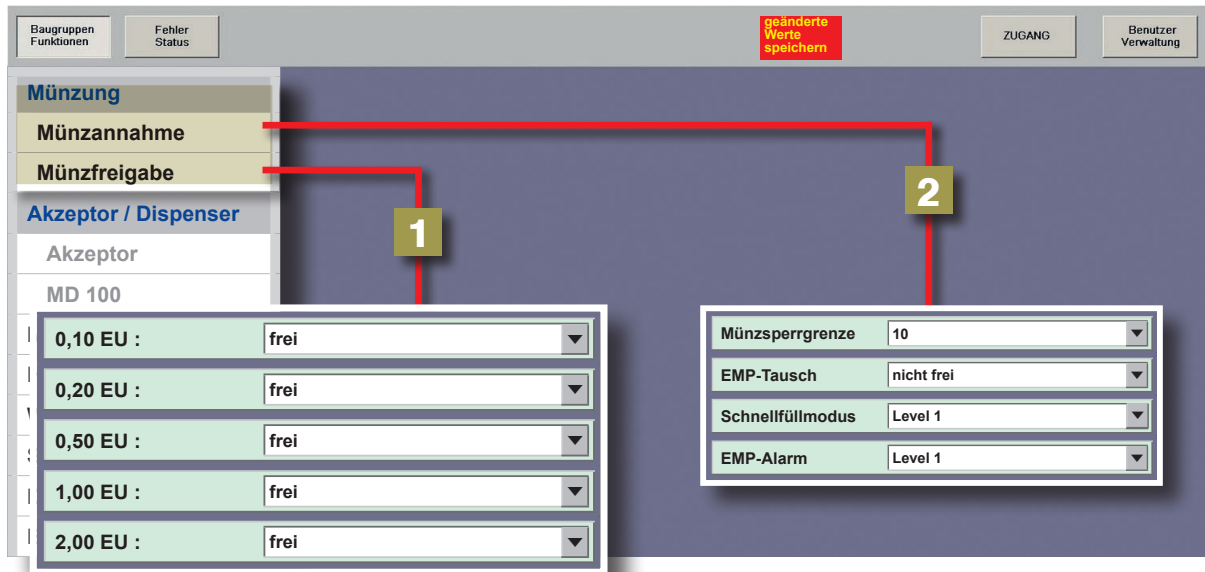 Baugruppen
Funktionen
Fehler
Status
geänderte
Werte
speichern
ZUGANG
Benutzer
Verwaltung
Münzung
Münzannahme
Münzfreigabe
Akzeptor / Dispenser
Akzeptor
MD 100
1
2
0,10 EU : frei
0,20 EU : frei
0,50 EU : frei
1,00 EU : frei
2,00 EU : frei
Münzsperrgrenze 10
EMP-Tausch nicht frei
Schnellfüllmodus Level 1
EMP-Alarm Level 1